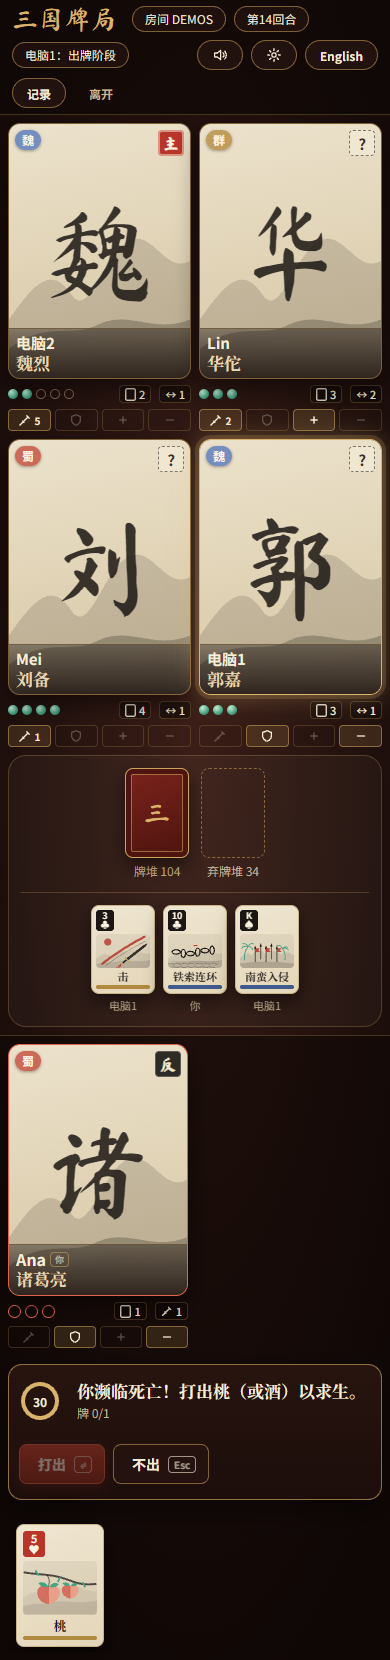 三国牌局
房间 DEMOS
第14回合
电脑1：出牌阶段
English
记录
离开
魏
主
魏
电脑2
魏烈
2
↔1
5
+
−
群
?
华
Lin
华佗
3
↔2
2
+
−
蜀
?
刘
Mei
刘备
4
↔1
1
+
−
魏
?
郭
电脑1
郭嘉
3
↔1
+
−
三
牌堆 104
弃牌堆 34
3♣
击
电脑1
10♣
铁索连环
你
K♠
南蛮入侵
电脑1
蜀
反
诸
Ana 你
诸葛亮
1
1
+
−
30
你濒临死亡！打出桃（或酒）以求生。
牌 0/1
打出 ⏎
不出 Esc
5♥
桃